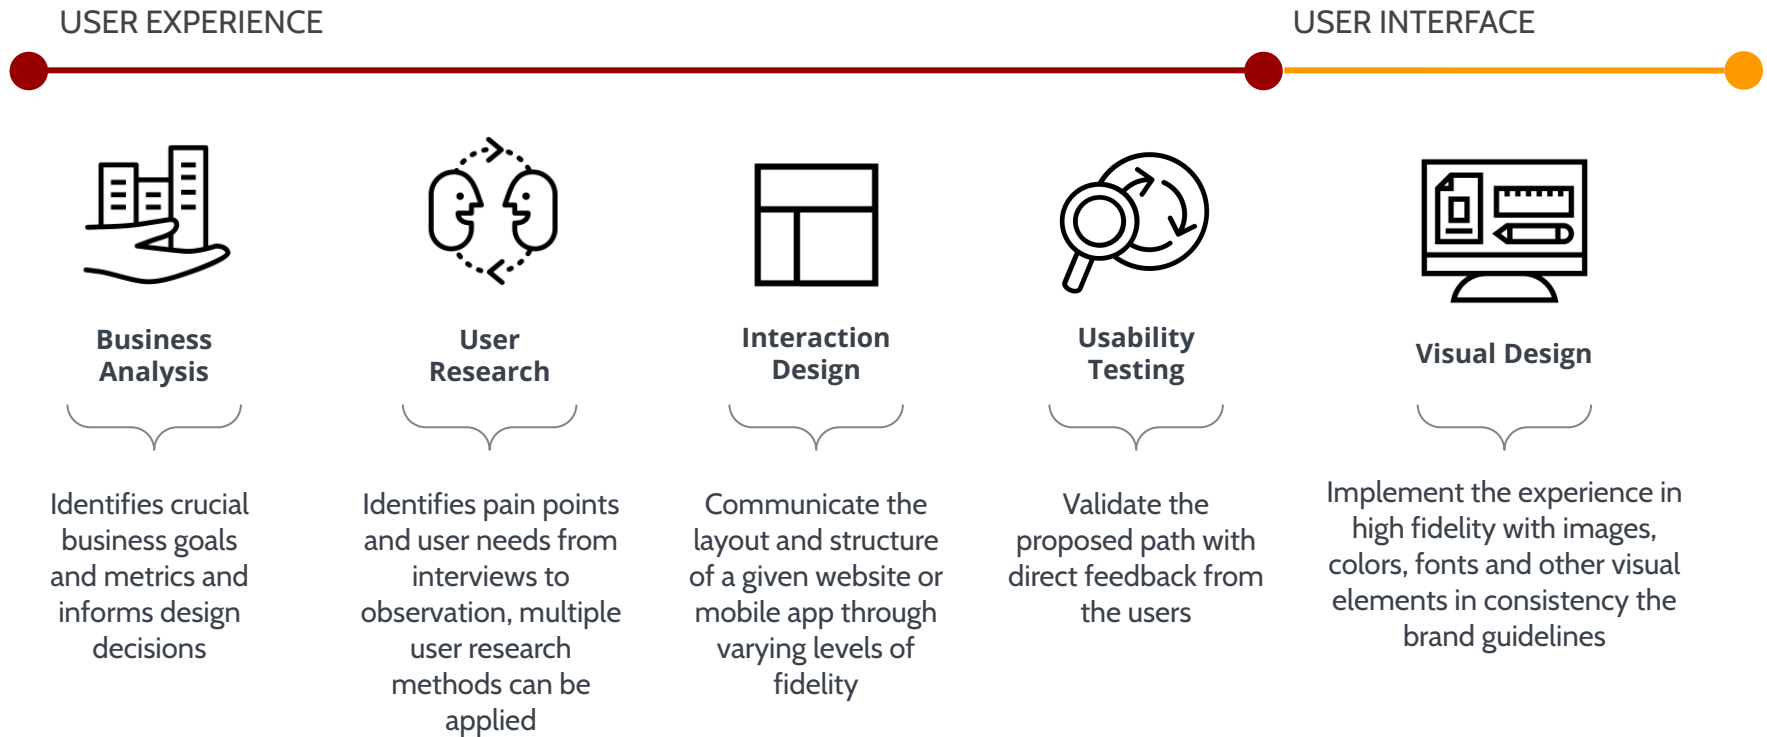 USER EXPERIENCE
USER INTERFACE
Business
Analysis
Identifies crucial
business goals
and metrics and
informs design
decisions
User
Research
Identifies pain points
and user needs from
interviews to
observation, multiple
user research
methods can be
applied
Interaction
Design
Communicate the
layout and structure
of a given website or
mobile app through
varying levels of
fidelity
Usability
Testing
Validate the
proposed path with
direct feedback from
the users
Visual Design
Implement the experience in
high fidelity with images,
colors, fonts and other visual
elements in consistency the
brand guidelines